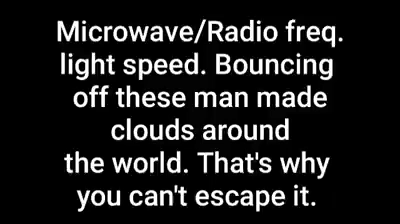 Microwave/Radio freq.
light speed. Bouncing
off these man made
clouds around
the world. That's why
you can't escape it.